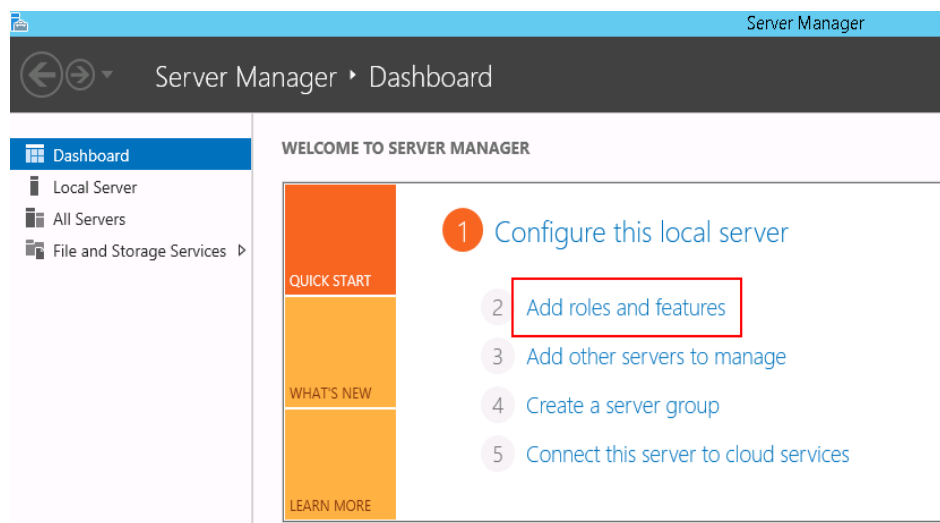 Server Manager
Server Manager • Dashboard
Dashboard
Local Server
All Servers
File and Storage Services
WELCOME TO SERVER MANAGER
QUICK START
WHAT'S NEW
LEARN MORE
1 Configure this local server
2 Add roles and features
3 Add other servers to manage
4 Create a server group
5 Connect this server to cloud services